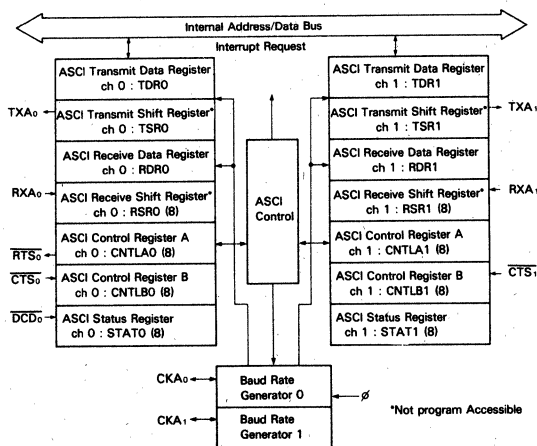 Internal Address/Data Bus
Interrupt Request
ASCI Transmit Data Register
ch 0 : TDR0
TXA₀
ASCI Transmit Shift Register*
ch 0 : TSR0
ASCI Receive Data Register
ch 0 : RDR0
RXA₀
ASCI Receive Shift Register*
ch 0 : RSR0 (8)
RTS₀
ASCI Control Register A
ch 0 : CNTLA0 (8)
CTS₀
ASCI Control Register B
ch 0 : CNTLB0 (8)
DCD₀
ASCI Status Register
ch 0 : STAT0 (8)
ASCI
Control
ASCI Transmit Data Register
ch 1 : TDR1
ASCI Transmit Shift Register*
ch 1 : TSR1
TXA₁
ASCI Receive Data Register
ch 1 : RDR1
ASCI Receive Shift Register*
ch 1 : RSR1 (8)
RXA₁
ASCI Control Register A
ch 1 : CNTLA1 (8)
ASCI Control Register B
ch 1 : CNTLB1 (8)
CTS₁
ASCI Status Register
ch 1 : STAT1 (8)
CKA₀
Baud Rate
Generator 0
ø
CKA₁
Baud Rate
Generator 1
*Not program Accessible